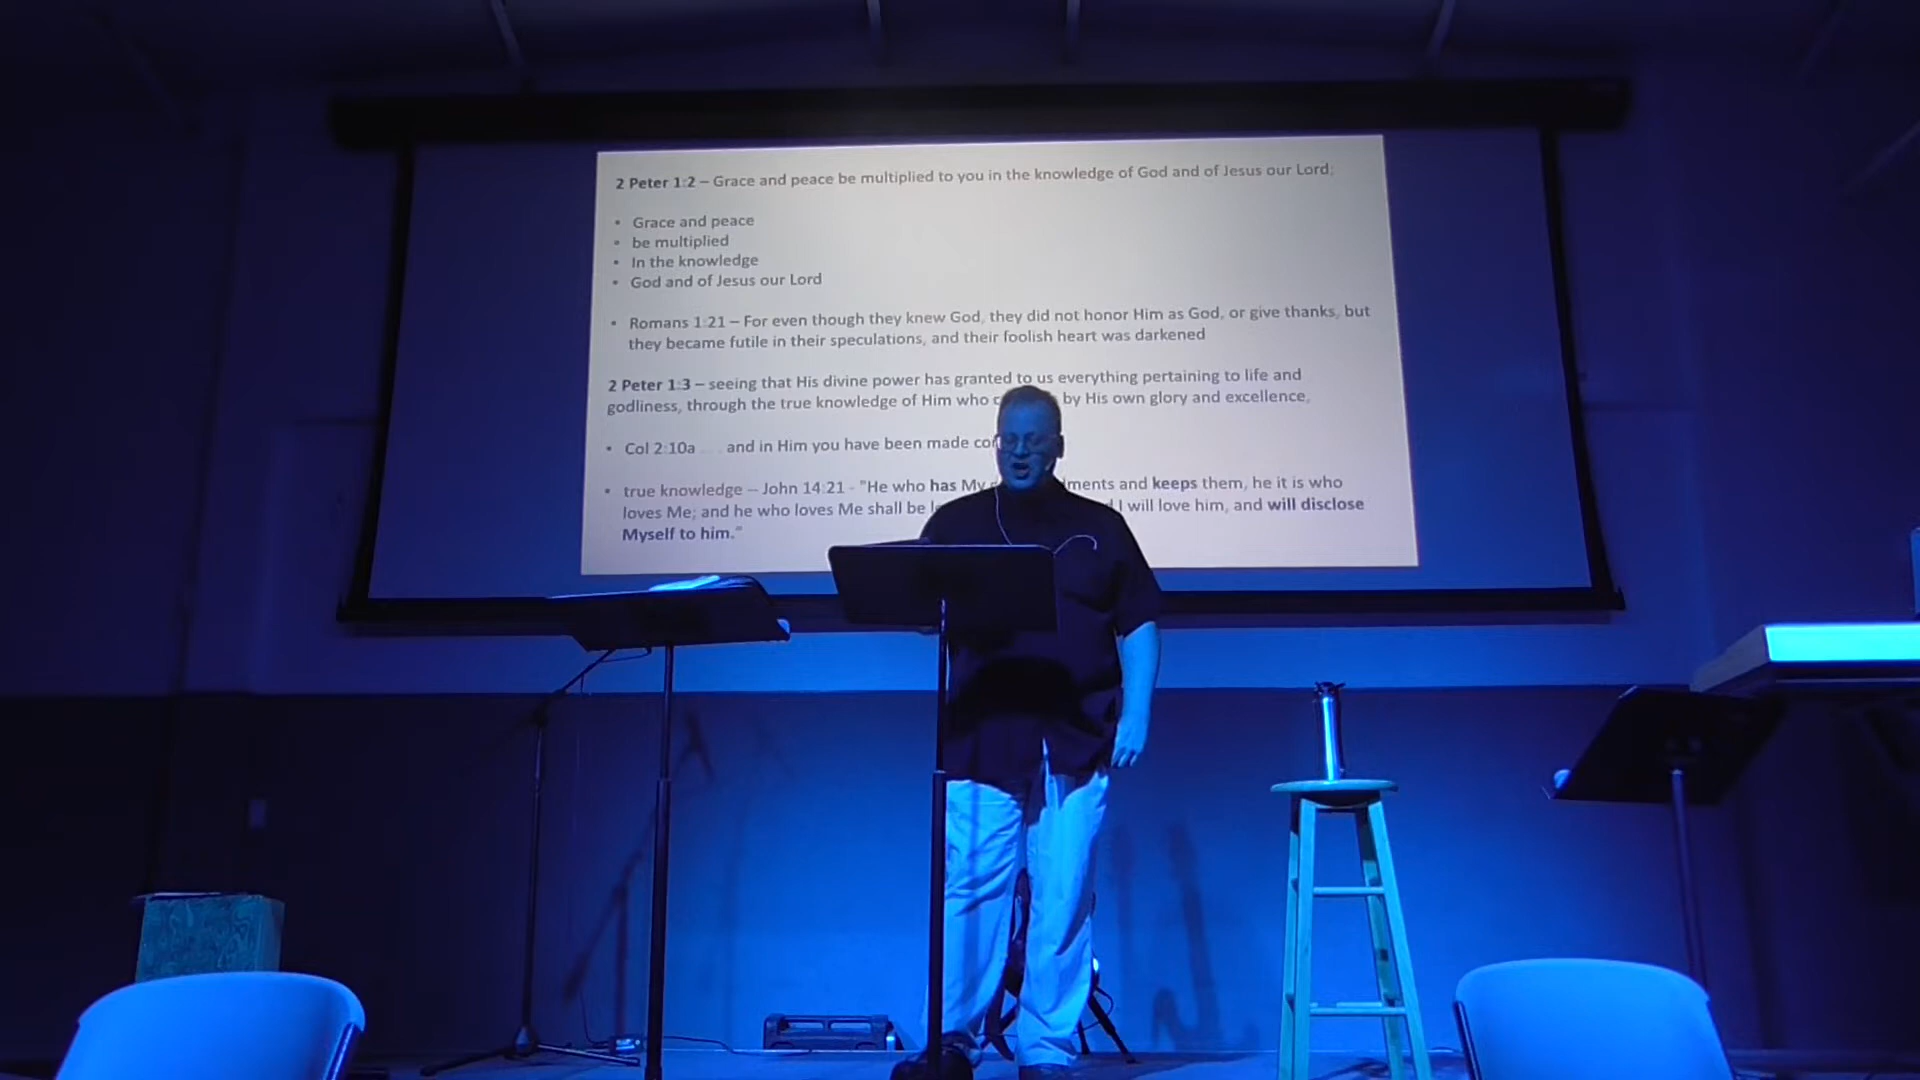 2 Peter 1:2 – Grace and peace be multiplied to you in the knowledge of God and of Jesus our Lord;
• Grace and peace
• be multiplied
• In the knowledge
• God and of Jesus our Lord
• Romans 1:21 – For even though they knew God, they did not honor Him as God, or give thanks, but
they became futile in their speculations, and their foolish heart was darkened
2 Peter 1:3 – seeing that His divine power has granted to us everything pertaining to life and
godliness, through the true knowledge of Him who by His own glory and excellence,
• Col 2:10a ... and in Him you have been made
• true knowledge – John 14:21 - "He who has My and keeps them, he it is who
loves Me; and he who loves Me shall be I will love him, and will disclose
Myself to him."